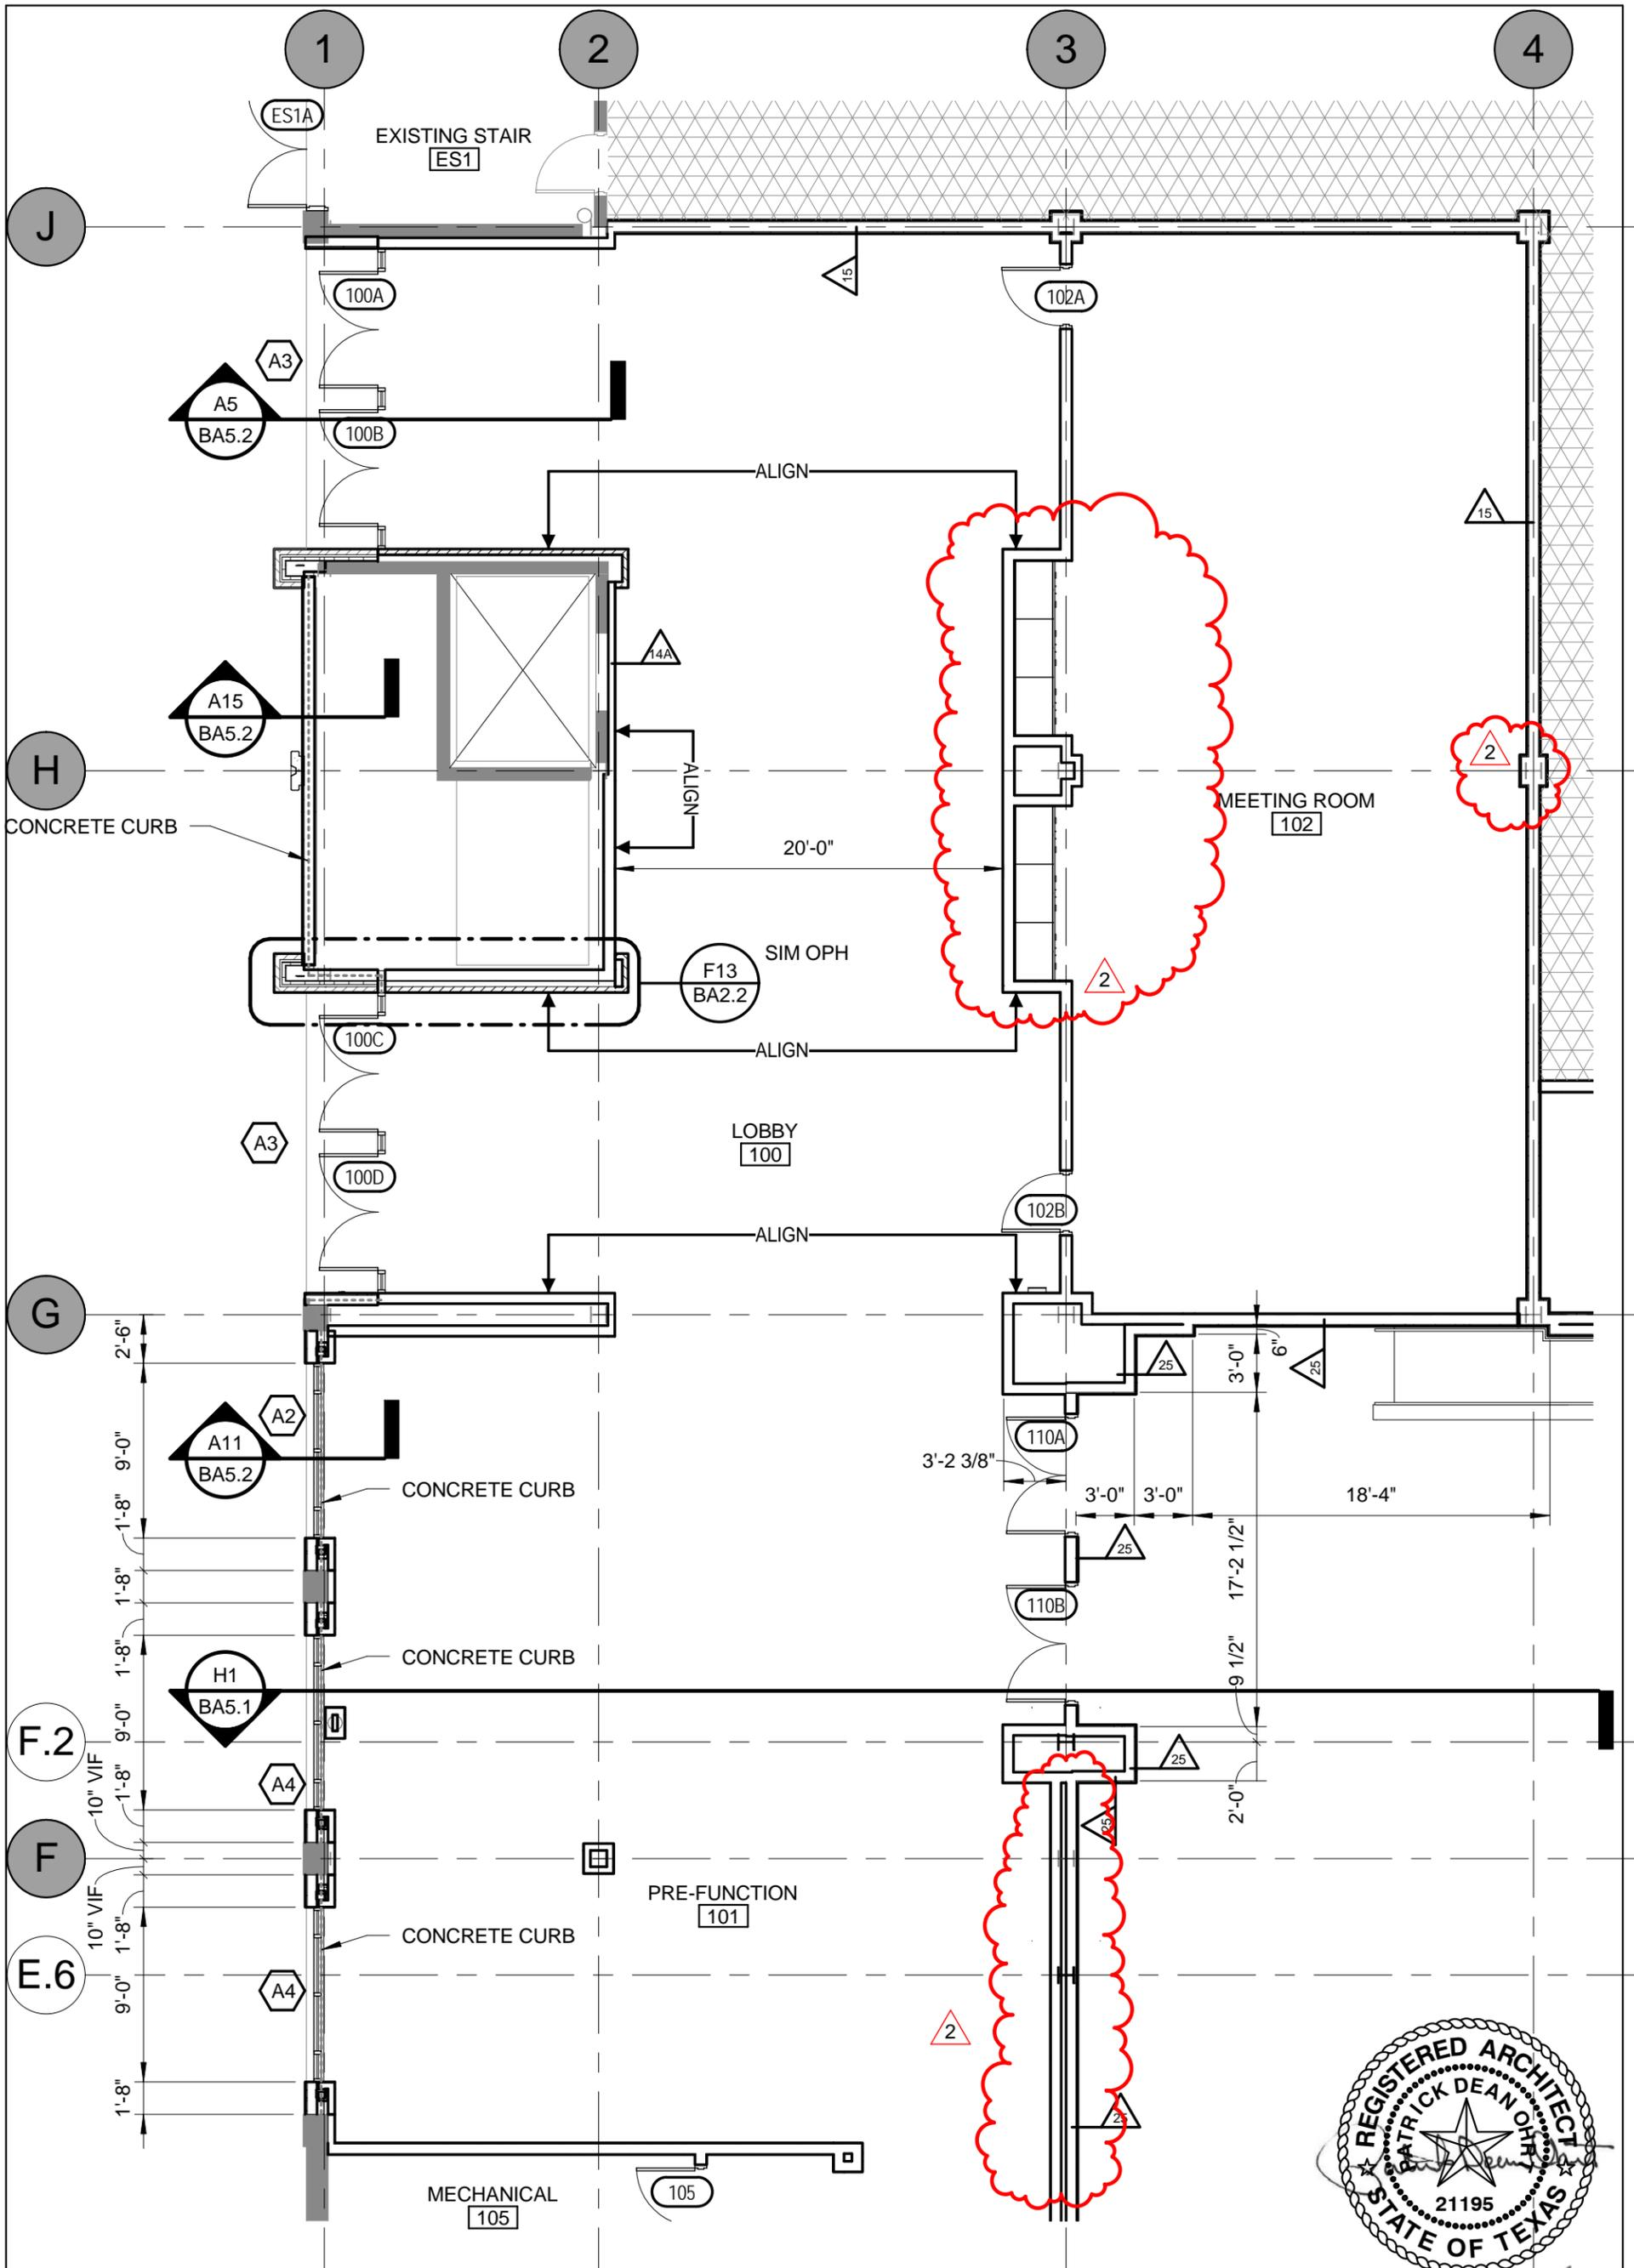 1
2
3
4
ES1A
EXISTING STAIR
ES1
J
15
100A
102A
A3
A5
BA5.2
100B
ALIGN
15
14A
A15
BA5.2
H
ALIGN
2
MEETING ROOM
102
CONCRETE CURB
20'-0"
SIM OPH
F13
BA2.2
2
100C
ALIGN
LOBBY
100
A3
100D
102B
ALIGN
G
2'-6"
6"
3'-0"
25
25
A2
A11
BA5.2
9'-0"
110A
3'-2 3/8"
CONCRETE CURB
1'-8"
3'-0"
3'-0"
18'-4"
25
17'-2 1/2"
1'-8"
110B
1'-8"
CONCRETE CURB
H1
BA5.1
9 1/2"
9'-0"
F.2
25
10" VIF
1'-8"
A4
2'-0"
25
F
PRE-FUNCTION
101
10" VIF
1'-8"
CONCRETE CURB
E.6
9'-0"
A4
2
1'-8"
25
MECHANICAL
105
105
REGISTERED ARCHITECT
PATRICK DEAN OHR
21195
STATE OF TEXAS